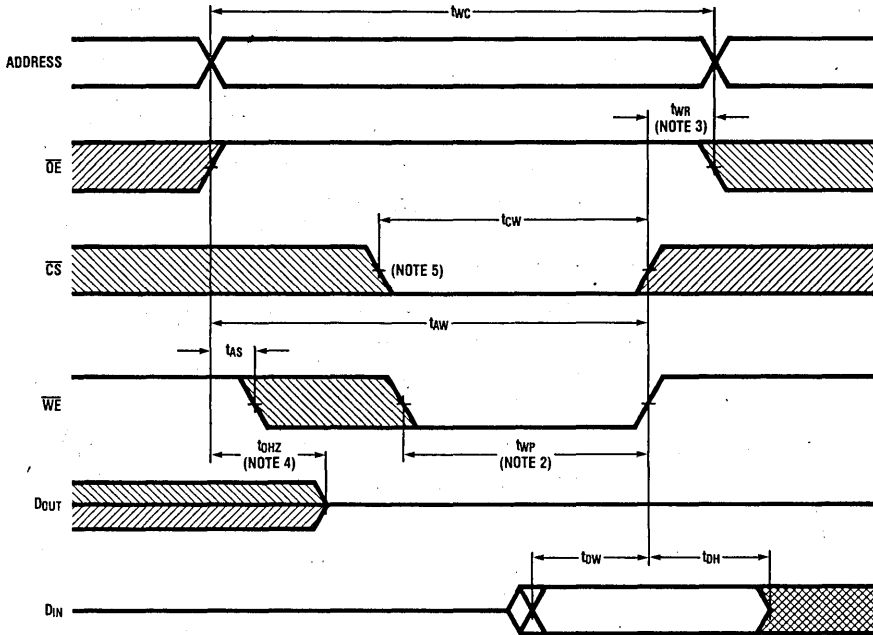 tWC
ADDRESS
tWR
(NOTE 3)
OE
tCW
CS
(NOTE 5)
tAW
tAS
WE
tOHZ
(NOTE 4)
tWP
(NOTE 2)
DOUT
tDW
tDH
DIN